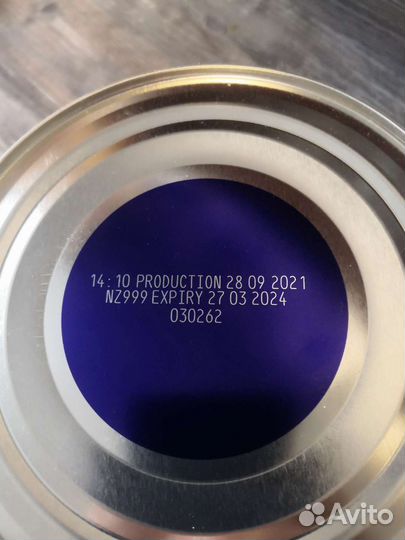 14:10 PRODUCTION 28 09 2021
NZ999 EXPIRY 27 03 2024
030262
Avito